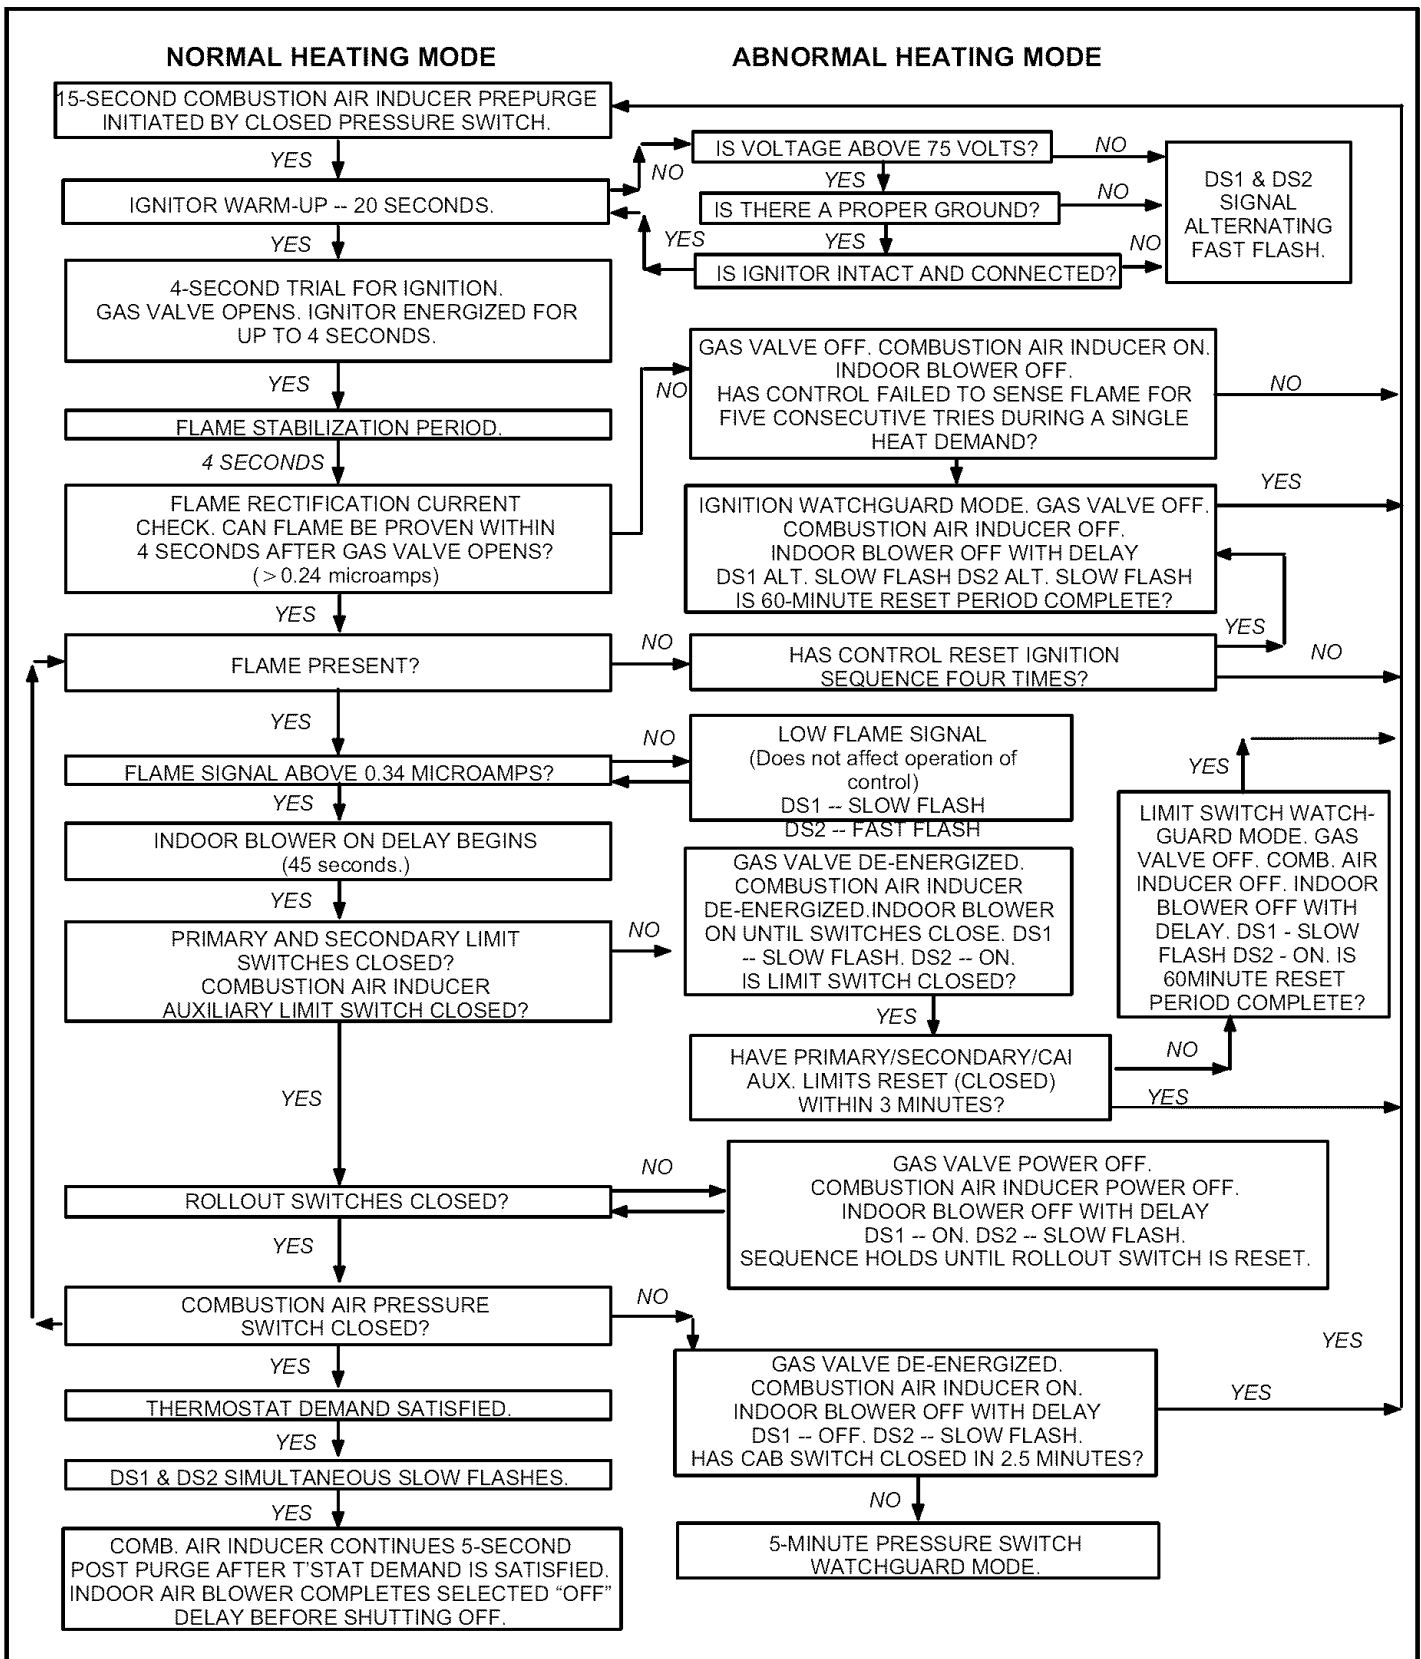 NORMAL HEATING MODE
ABNORMAL HEATING MODE
15-SECOND COMBUSTION AIR INDUCER PREPURGE
INITIATED BY CLOSED PRESSURE SWITCH.
YES
IGNITOR WARM-UP -- 20 SECONDS.
NO
IS VOLTAGE ABOVE 75 VOLTS?
NO
YES
IS THERE A PROPER GROUND?
NO
YES
YES
IS IGNITOR INTACT AND CONNECTED?
NO
DS1 & DS2
SIGNAL
ALTERNATING
FAST FLASH.
YES
4-SECOND TRIAL FOR IGNITION.
GAS VALVE OPENS. IGNITOR ENERGIZED FOR
UP TO 4 SECONDS.
YES
FLAME STABILIZATION PERIOD.
4 SECONDS
FLAME RECTIFICATION CURRENT
CHECK. CAN FLAME BE PROVEN WITHIN
4 SECONDS AFTER GAS VALVE OPENS?
(>0.24 microamps)
NO
GAS VALVE OFF. COMBUSTION AIR INDUCER ON.
INDOOR BLOWER OFF.
HAS CONTROL FAILED TO SENSE FLAME FOR
FIVE CONSECUTIVE TRIES DURING A SINGLE
HEAT DEMAND?
NO
IGNITION WATCHGUARD MODE. GAS VALVE OFF.
COMBUSTION AIR INDUCER OFF.
INDOOR BLOWER OFF WITH DELAY
DS1 ALT. SLOW FLASH DS2 ALT. SLOW FLASH
IS 60-MINUTE RESET PERIOD COMPLETE?
YES
YES
FLAME PRESENT?
NO
HAS CONTROL RESET IGNITION
SEQUENCE FOUR TIMES?
YES
NO
YES
FLAME SIGNAL ABOVE 0.34 MICROAMPS?
NO
LOW FLAME SIGNAL
(Does not affect operation of
control)
DS1 -- SLOW FLASH
DS2 -- FAST FLASH
YES
INDOOR BLOWER ON DELAY BEGINS
(45 seconds.)
YES
PRIMARY AND SECONDARY LIMIT
SWITCHES CLOSED?
COMBUSTION AIR INDUCER
AUXILIARY LIMIT SWITCH CLOSED?
NO
GAS VALVE DE-ENERGIZED.
COMBUSTION AIR INDUCER
DE-ENERGIZED.INDOOR BLOWER
ON UNTIL SWITCHES CLOSE. DS1
-- SLOW FLASH. DS2 -- ON.
IS LIMIT SWITCH CLOSED?
YES
HAVE PRIMARY/SECONDARY/CAI
AUX. LIMITS RESET (CLOSED)
WITHIN 3 MINUTES?
NO
YES
YES
LIMIT SWITCH WATCH-
GUARD MODE. GAS
VALVE OFF. COMB. AIR
INDUCER OFF. INDOOR
BLOWER OFF WITH
DELAY. DS1 - SLOW
FLASH DS2 - ON. IS
60MINUTE RESET
PERIOD COMPLETE?
YES
ROLLOUT SWITCHES CLOSED?
NO
GAS VALVE POWER OFF.
COMBUSTION AIR INDUCER POWER OFF.
INDOOR BLOWER OFF WITH DELAY
DS1 -- ON. DS2 -- SLOW FLASH.
SEQUENCE HOLDS UNTIL ROLLOUT SWITCH IS RESET.
YES
COMBUSTION AIR PRESSURE
SWITCH CLOSED?
NO
GAS VALVE DE-ENERGIZED.
COMBUSTION AIR INDUCER ON.
INDOOR BLOWER OFF WITH DELAY
DS1 -- OFF. DS2 -- SLOW FLASH.
HAS CAB SWITCH CLOSED IN 2.5 MINUTES?
YES
YES
NO
5-MINUTE PRESSURE SWITCH
WATCHGUARD MODE.
YES
THERMOSTAT DEMAND SATISFIED.
YES
DS1 & DS2 SIMULTANEOUS SLOW FLASHES.
YES
COMB. AIR INDUCER CONTINUES 5-SECOND
POST PURGE AFTER T'STAT DEMAND IS SATISFIED.
INDOOR AIR BLOWER COMPLETES SELECTED “OFF”
DELAY BEFORE SHUTTING OFF.